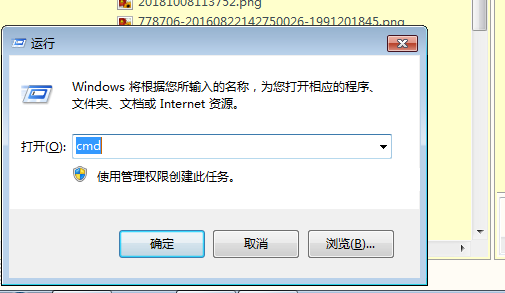 20181008113752.png
778706-20160822142750026-1991201845.png
运行
Windows 将根据您所输入的名称，为您打开相应的程序、
文件夹、文档或 Internet 资源。
打开(O): cmd
使用管理权限创建此任务。
确定 取消 浏览(B)...